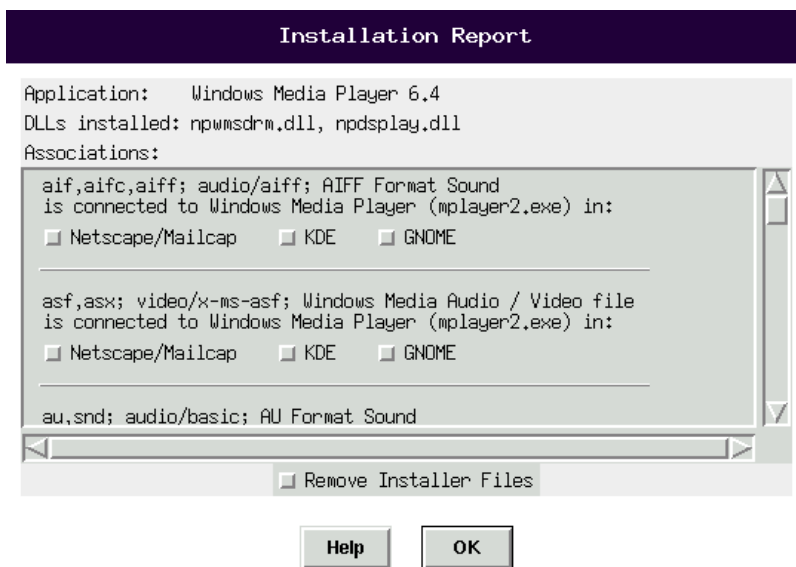 Installation Report
Application: Windows Media Player 6.4
DLLs installed: npwmsdrm.dll, npdsplay.dll
Associations:
aif,aifc,aiff; audio/aiff; AIFF Format Sound
is connected to Windows Media Player (mplayer2.exe) in:
Netscape/Mailcap KDE GNOME
asf,asx; video/x-ms-asf; Windows Media Audio / Video file
is connected to Windows Media Player (mplayer2.exe) in:
Netscape/Mailcap KDE GNOME
au,snd; audio/basic; AU Format Sound
Remove Installer Files
Help OK